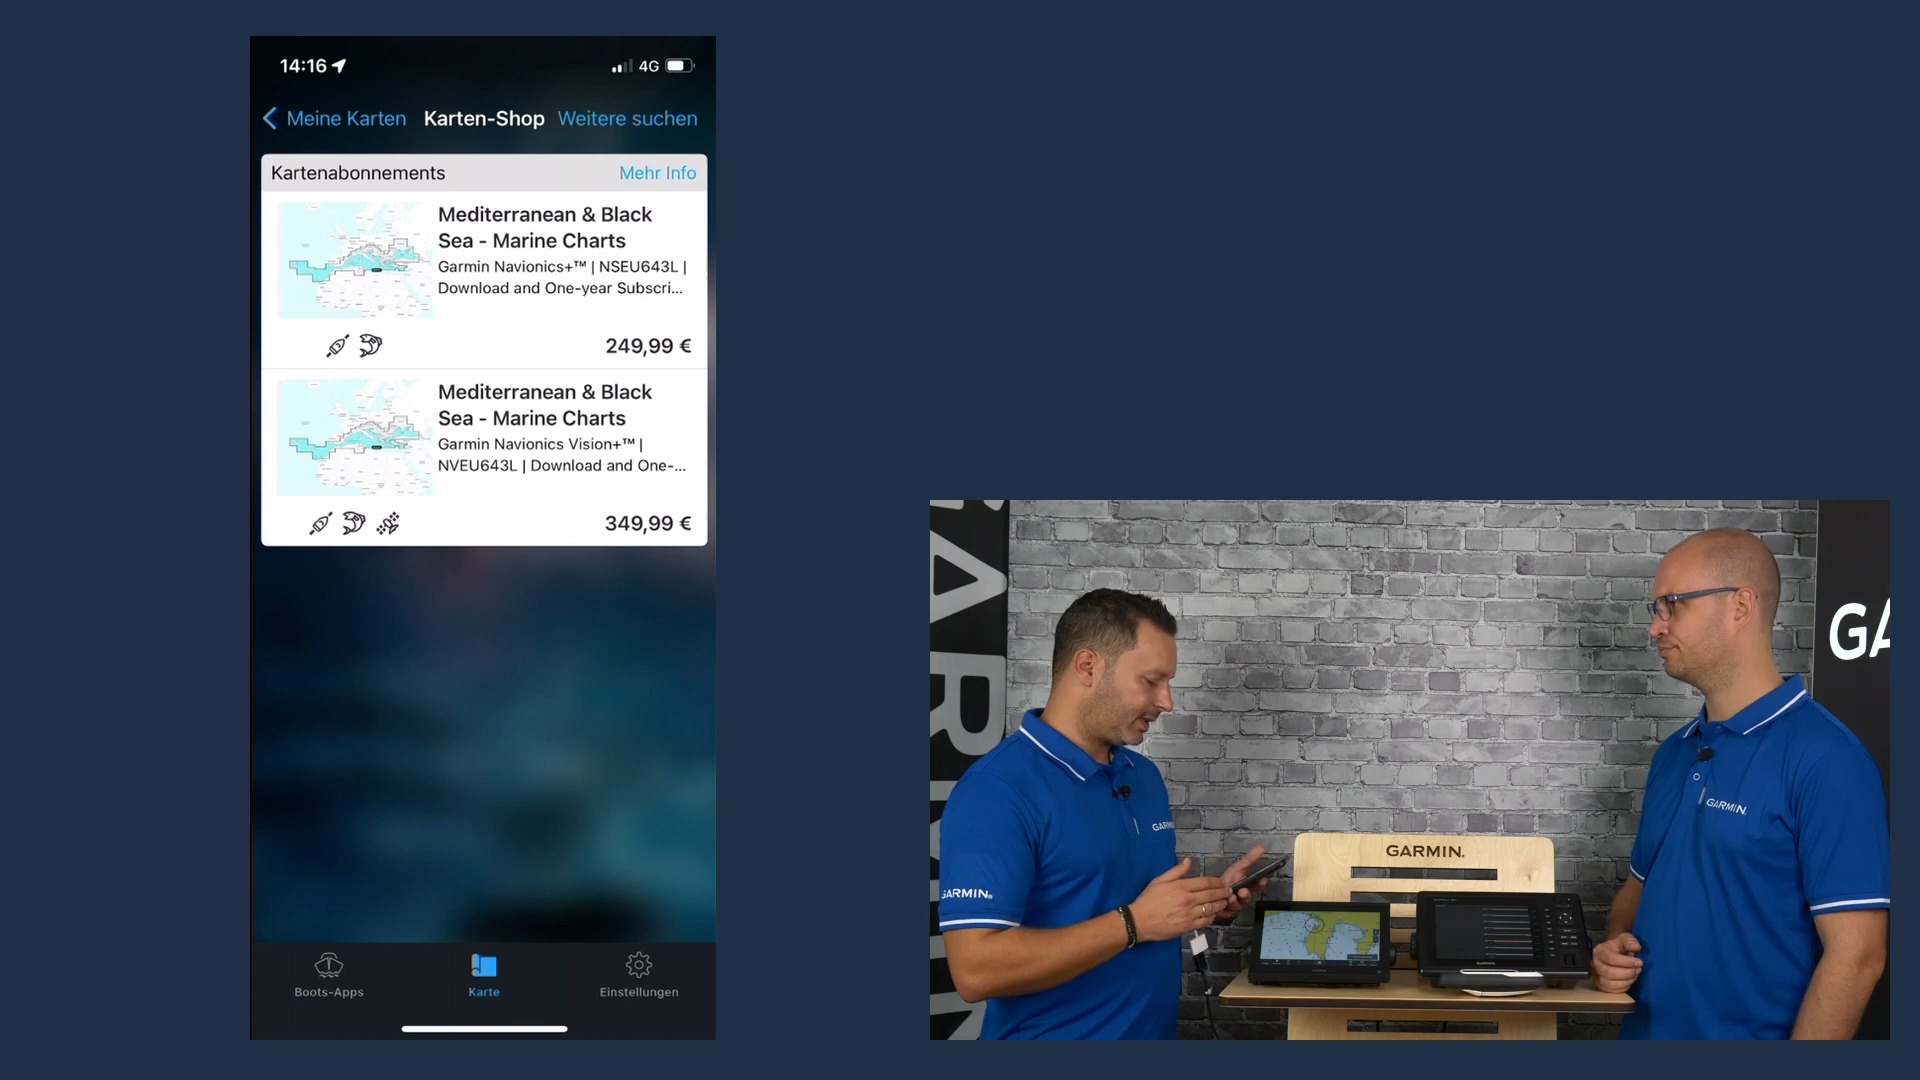 14:16
4G
Meine Karten
Karten-Shop
Weitere suchen
Kartenabonnements
Mehr Info
Mediterranean & Black
Sea - Marine Charts
Garmin Navionics+™ | NSEU643L |
Download and One-year Subscri...
249,99 €
Mediterranean & Black
Sea - Marine Charts
Garmin Navionics Vision+™ |
NVEU643L | Download and One-...
349,99 €
Boots-Apps
Karte
Einstellungen
GA
GARMIN
GARMIN.
GARMIN.
GARMIN.